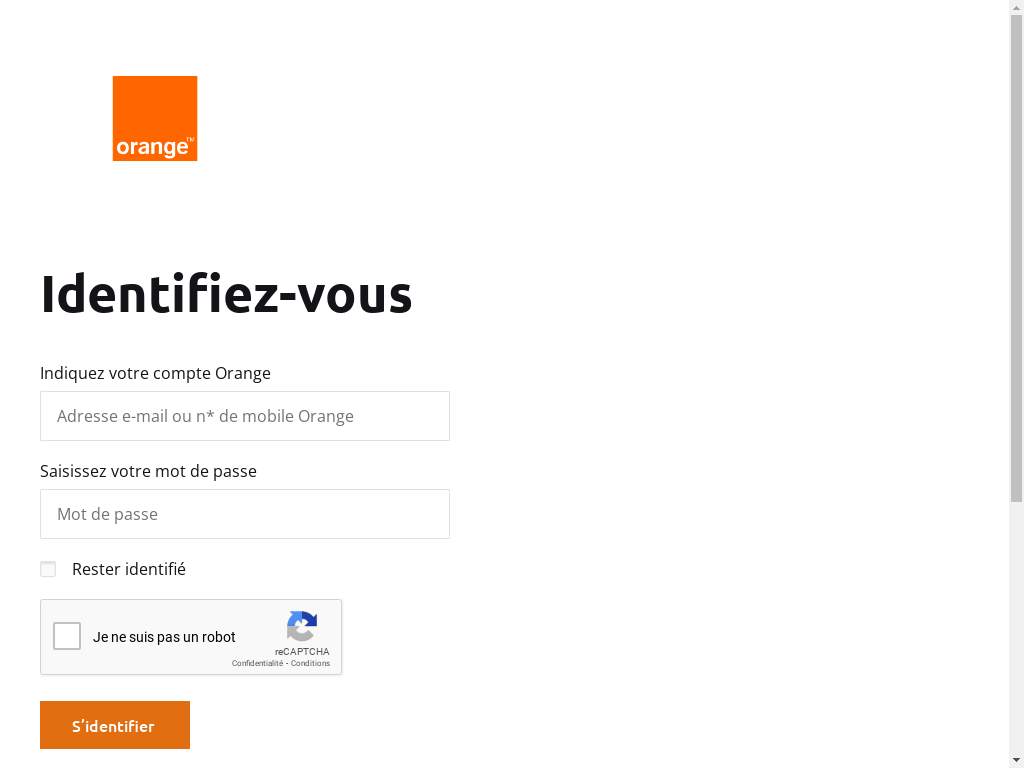 orange™
Identifiez-vous
Indiquez votre compte Orange
Adresse e-mail ou n* de mobile Orange
Saisissez votre mot de passe
Mot de passe
Rester identifié
Je ne suis pas un robot
reCAPTCHA
Confidentialité - Conditions
S'identifier